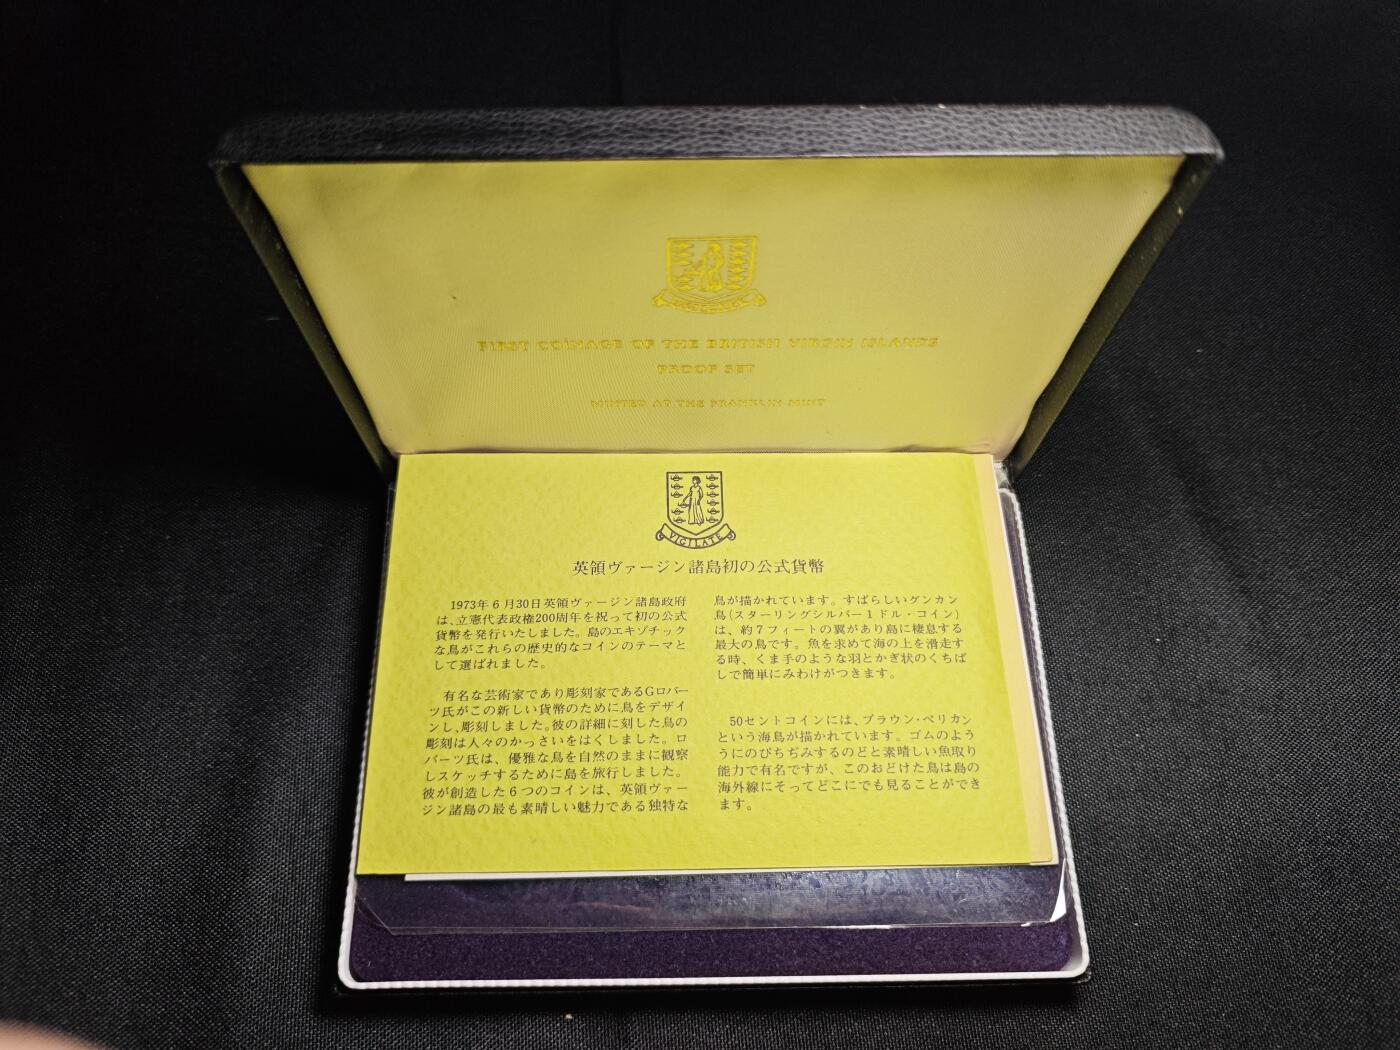 FIRST COINAGE OF THE BRITISH VIRGIN ISLANDS
PROOF SET
MINTED AT THE FRANKLIN MINT
VIGILATE
英領ヴァージン諸島初の公式貨幣
1973年6月30日英領ヴァージン諸島政府
は、立憲代表政権200周年を祝って初の公式
貨幣を発行いたしました。島のエキゾチック
な鳥がこれらの歴史的なコインのテーマと
して選ばれました。
有名な芸術家であり彫刻家であるGロバー
ツ氏がこの新しい貨幣のために鳥をデザイ
ンし、彫刻しました。彼の詳細に刻した鳥の
彫刻は人々のかっさいをはくしました。ロ
バーツ氏は、優雅な鳥を自然のままに観察
しスケッチするために島を旅行しました。
彼が創造した6つのコインは、英領ヴァー
ジン諸島の最も素晴しい魅力である独特な
鳥が描かれています。すばらしいグンカン
鳥(スターリングシルバー1ドル・コイン)
は、約7フィートの翼があり島に棲息する
最大の鳥です。魚を求めて海の上を滑走す
る時、くま手のような羽とかぎ状のくちば
しで簡単にみわけがつきます。
50セントコインには、ブラウン・ペリカン
という海鳥が描かれています。ゴムのよう
うにのびちぢみするのどと素晴しい魚取り
能力で有名ですが、このおどけた鳥は島の
海外線にそってどこにでも見ることができ
ます。